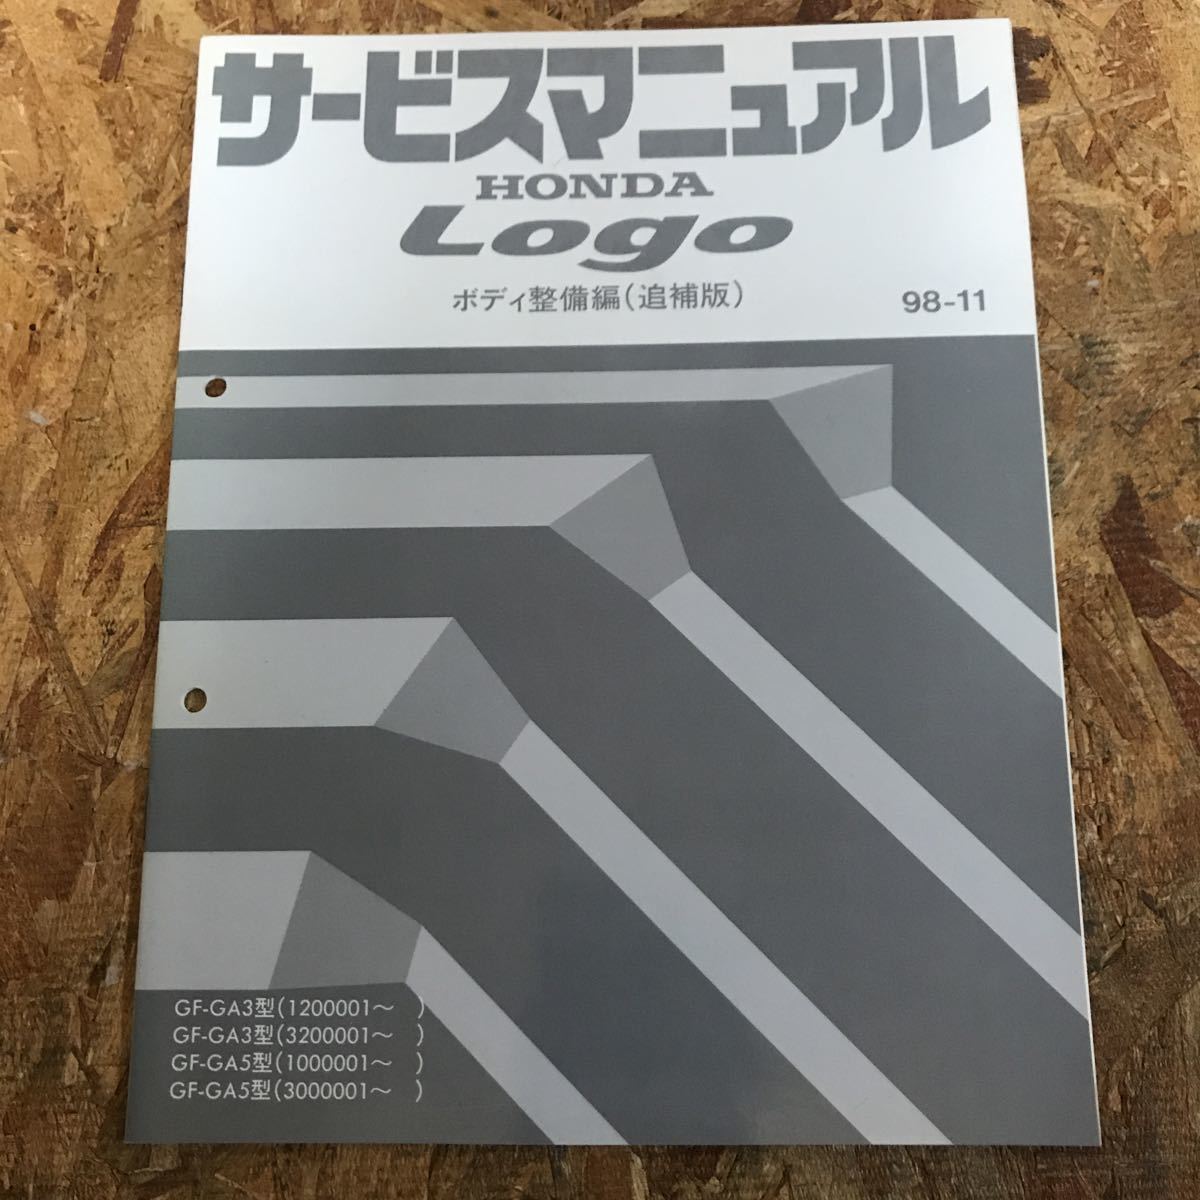 サービスマニュアル
HONDA
Logo
ボディ整備編(追補版) 98-11
GF-GA3型(1200001〜　)
GF-GA3型(3200001〜　)
GF-GA5型(1000001〜　)
GF-GA5型(3000001〜　)